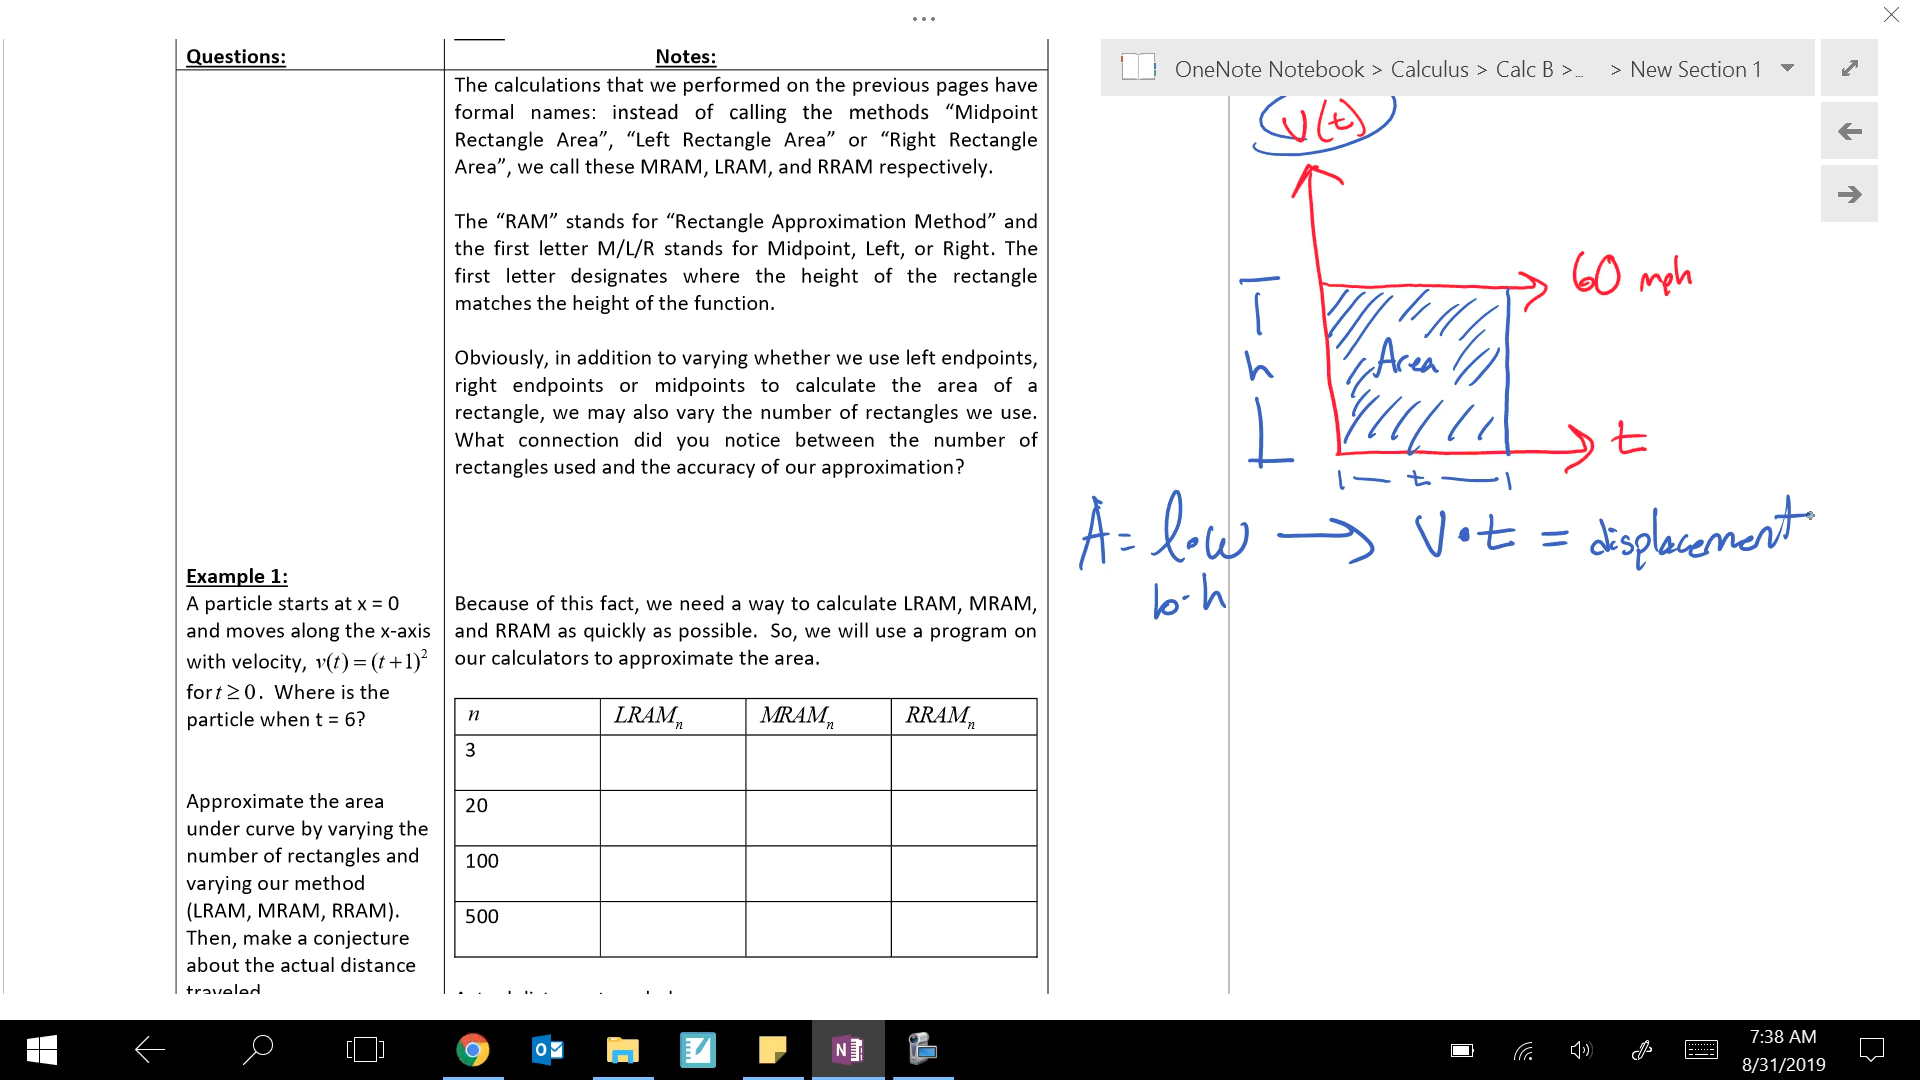 OneNote Notebook > Calculus > Calc B >... > New Section 1
Questions:
Notes:
The calculations that we performed on the previous pages have
formal names: instead of calling the methods “Midpoint
Rectangle Area”, “Left Rectangle Area” or “Right Rectangle
Area”, we call these MRAM, LRAM, and RRAM respectively.
The “RAM” stands for “Rectangle Approximation Method” and
the first letter M/L/R stands for Midpoint, Left, or Right. The
first letter designates where the height of the rectangle
matches the height of the function.
Obviously, in addition to varying whether we use left endpoints,
right endpoints or midpoints to calculate the area of a
rectangle, we may also vary the number of rectangles we use.
What connection did you notice between the number of
rectangles used and the accuracy of our approximation?
Example 1:
A particle starts at x = 0
and moves along the x-axis
with velocity, v(t) = (t+1)²
for t ≥ 0. Where is the
particle when t = 6?
Approximate the area
under curve by varying the
number of rectangles and
varying our method
(LRAM, MRAM, RRAM).
Then, make a conjecture
about the actual distance
traveled
Because of this fact, we need a way to calculate LRAM, MRAM,
and RRAM as quickly as possible. So, we will use a program on
our calculators to approximate the area.
n LRAMₙ MRAMₙ RRAMₙ
3
20
100
500
v(t)
60 mph
h
Area
t
t
A = l·w → V·t = displacement
b·h
7:38 AM
8/31/2019